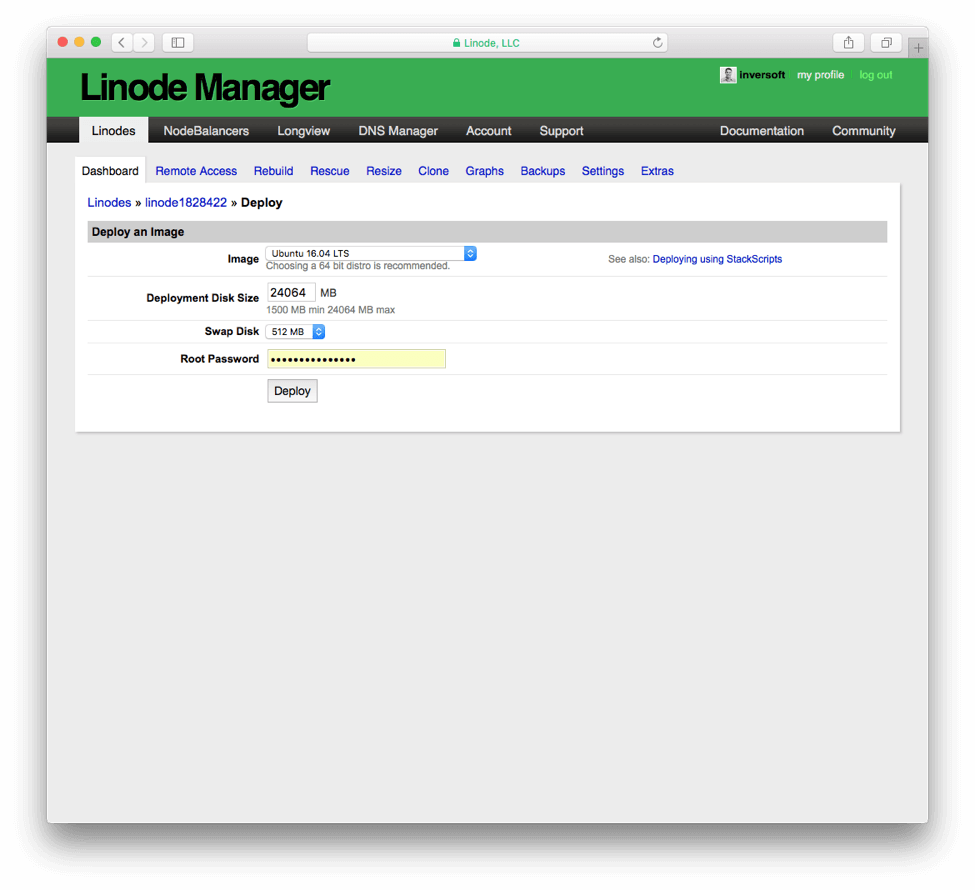 Linode, LLC
inversoft my profile log out
Linode Manager
Linodes NodeBalancers Longview DNS Manager Account Support Documentation Community
Dashboard Remote Access Rebuild Rescue Resize Clone Graphs Backups Settings Extras
Linodes » linode1828422 » Deploy
Deploy an Image
Image Ubuntu 16.04 LTS See also: Deploying using StackScripts
Choosing a 64 bit distro is recommended.
Deployment Disk Size 24064 MB
1500 MB min 24064 MB max
Swap Disk 512 MB
Root Password •••••••••••••••
Deploy